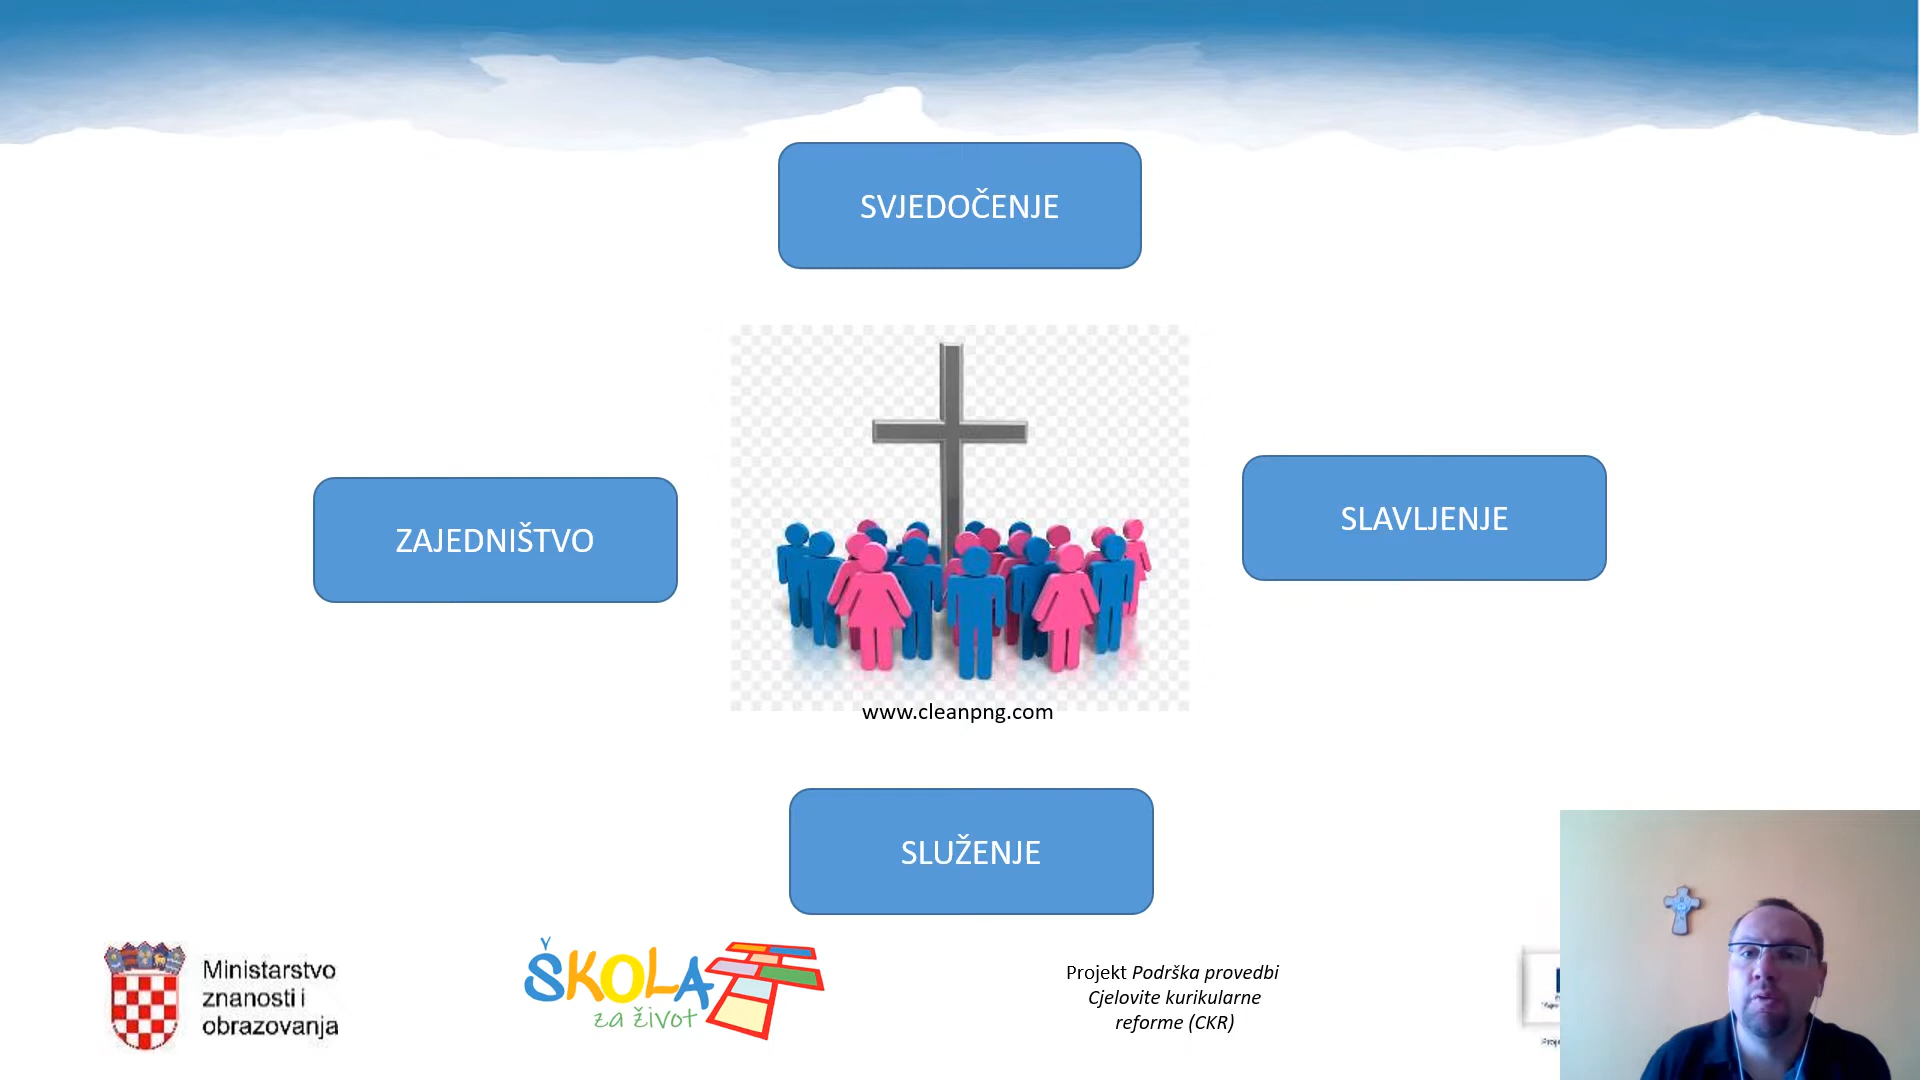 SVJEDOČENJE
ZAJEDNIŠTVO
SLAVLJENJE
www.cleanpng.com
SLUŽENJE
Ministarstvo
znanosti i
obrazovanja
ŠKOLA
za život
Projekt Podrška provedbi
Cjelovite kurikularne
reforme (CKR)